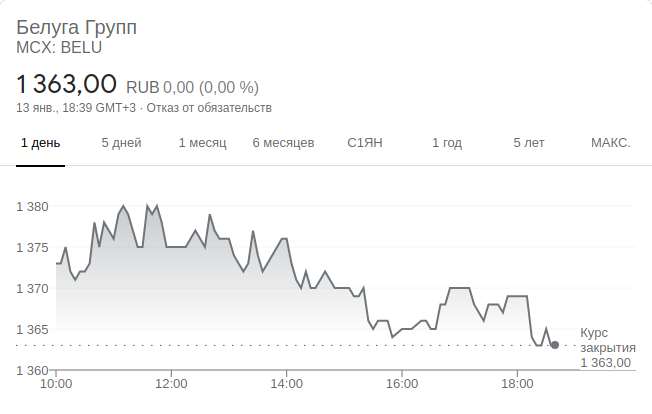 Белуга Групп
MCX: BELU
1 363,00 RUB 0,00 (0,00 %)
13 янв., 18:39 GMT+3 · Отказ от обязательств
1 день 5 дней 1 месяц 6 месяцев С1ЯН 1 год 5 лет МАКС.
1 380
1 375
1 370
1 365
Курс
закрытия
1 363,00
1 360
10:00 12:00 14:00 16:00 18:00